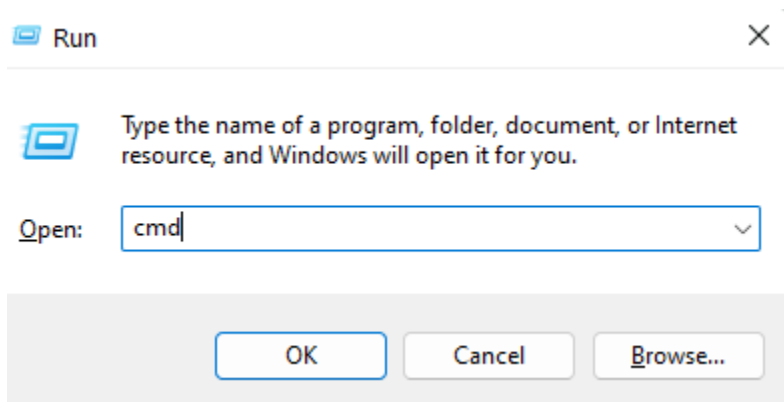 Run
Type the name of a program, folder, document, or Internet
resource, and Windows will open it for you.
Open: cmd
OK Cancel Browse...